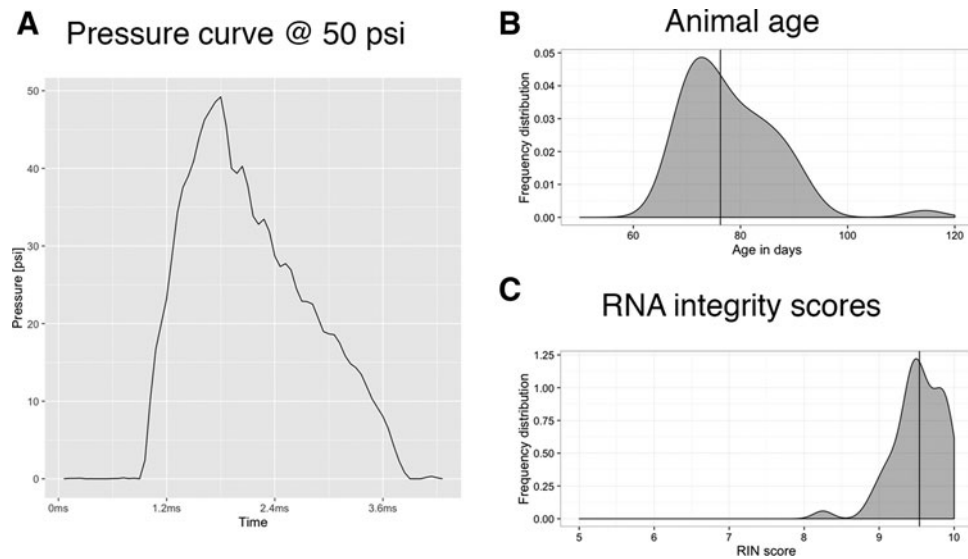 A
Pressure curve @ 50 psi
50
40
30
20
10
0
Pressure [psi]
0ms
1.2ms
2.4ms
3.6ms
Time
B
Animal age
0.05
0.04
0.03
0.02
0.01
0.00
Frequency distribution
60
80
100
120
Age in days
C
RNA integrity scores
1.25
1.00
0.75
0.50
0.25
0.00
Frequency distribution
5
6
7
8
9
10
RIN score